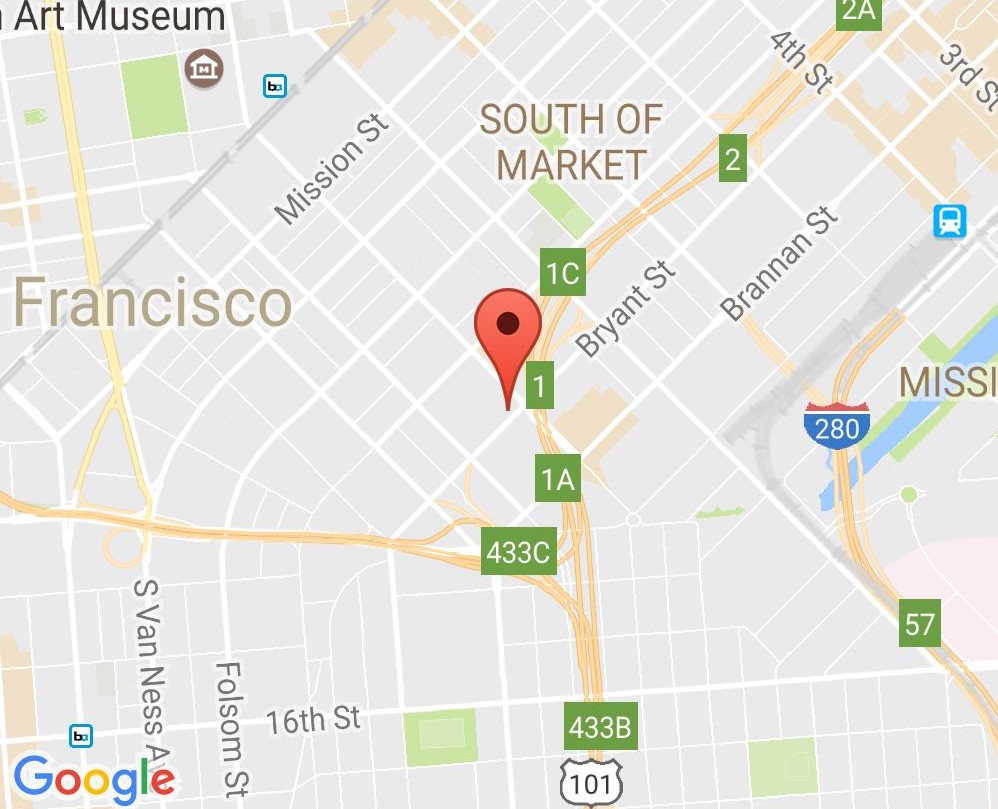 Art Museum
2A
4th St
3rd St
Mission St
SOUTH OF
MARKET
2
Brannan St
1C
Bryant St
Francisco
1
MISSI
280
1A
433C
57
S Van Ness A
Folsom St
16th St
433B
101
Google